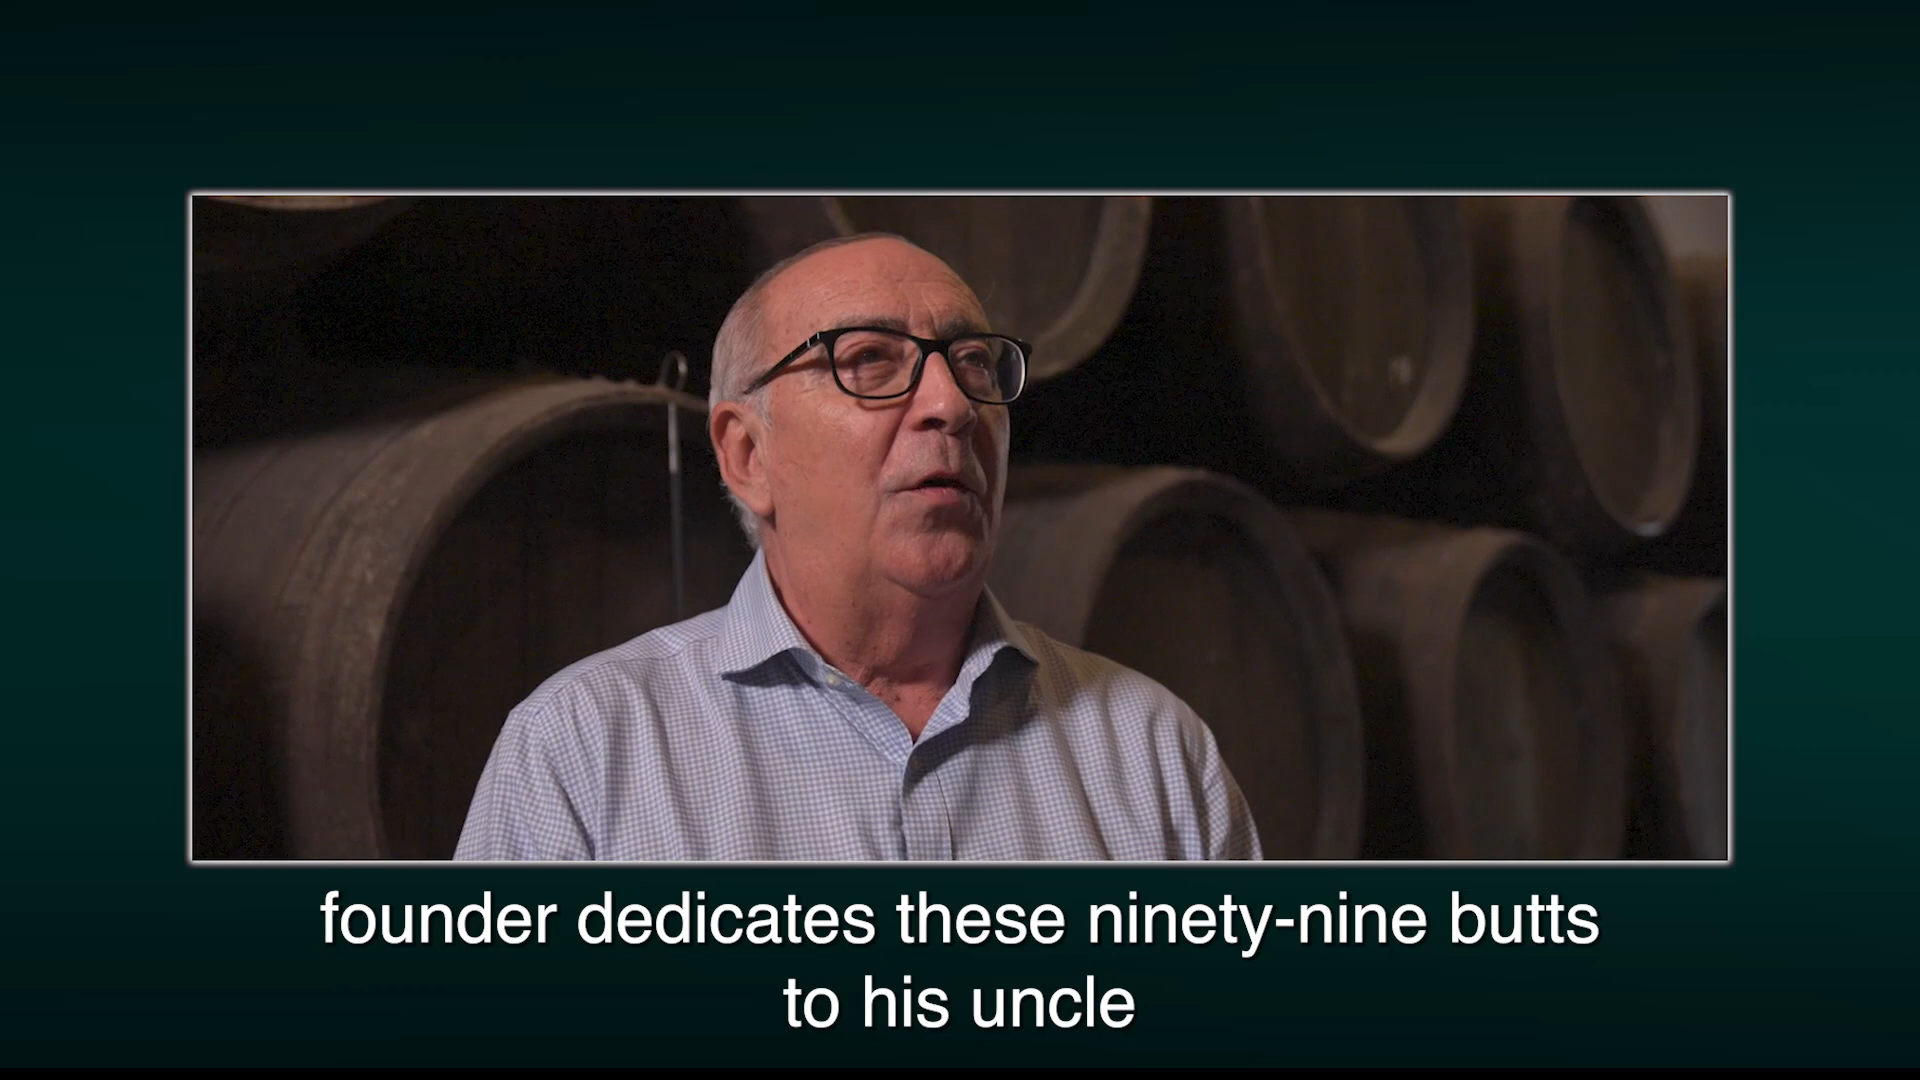 founder dedicates these ninety-nine butts
to his uncle